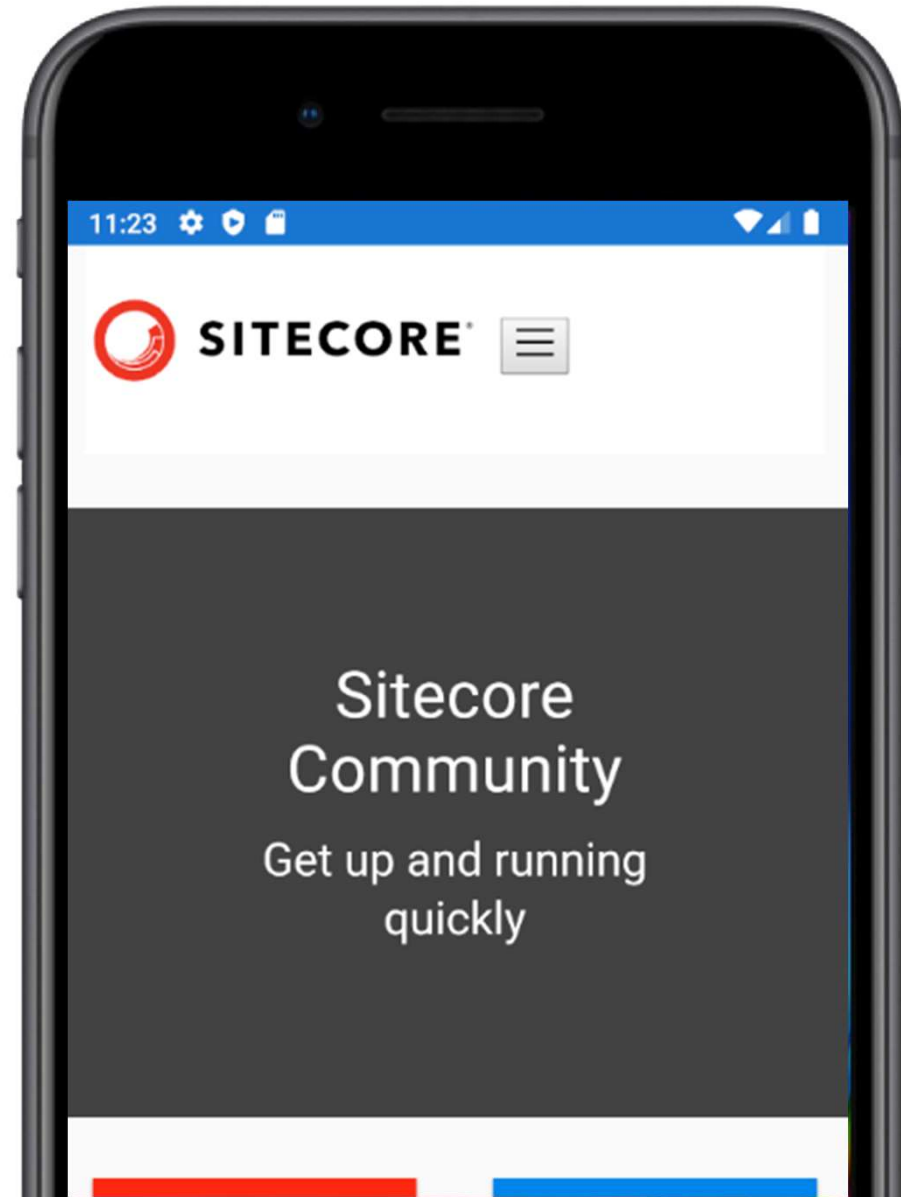 11:23
SITECORE®
Sitecore
Community
Get up and running
quickly